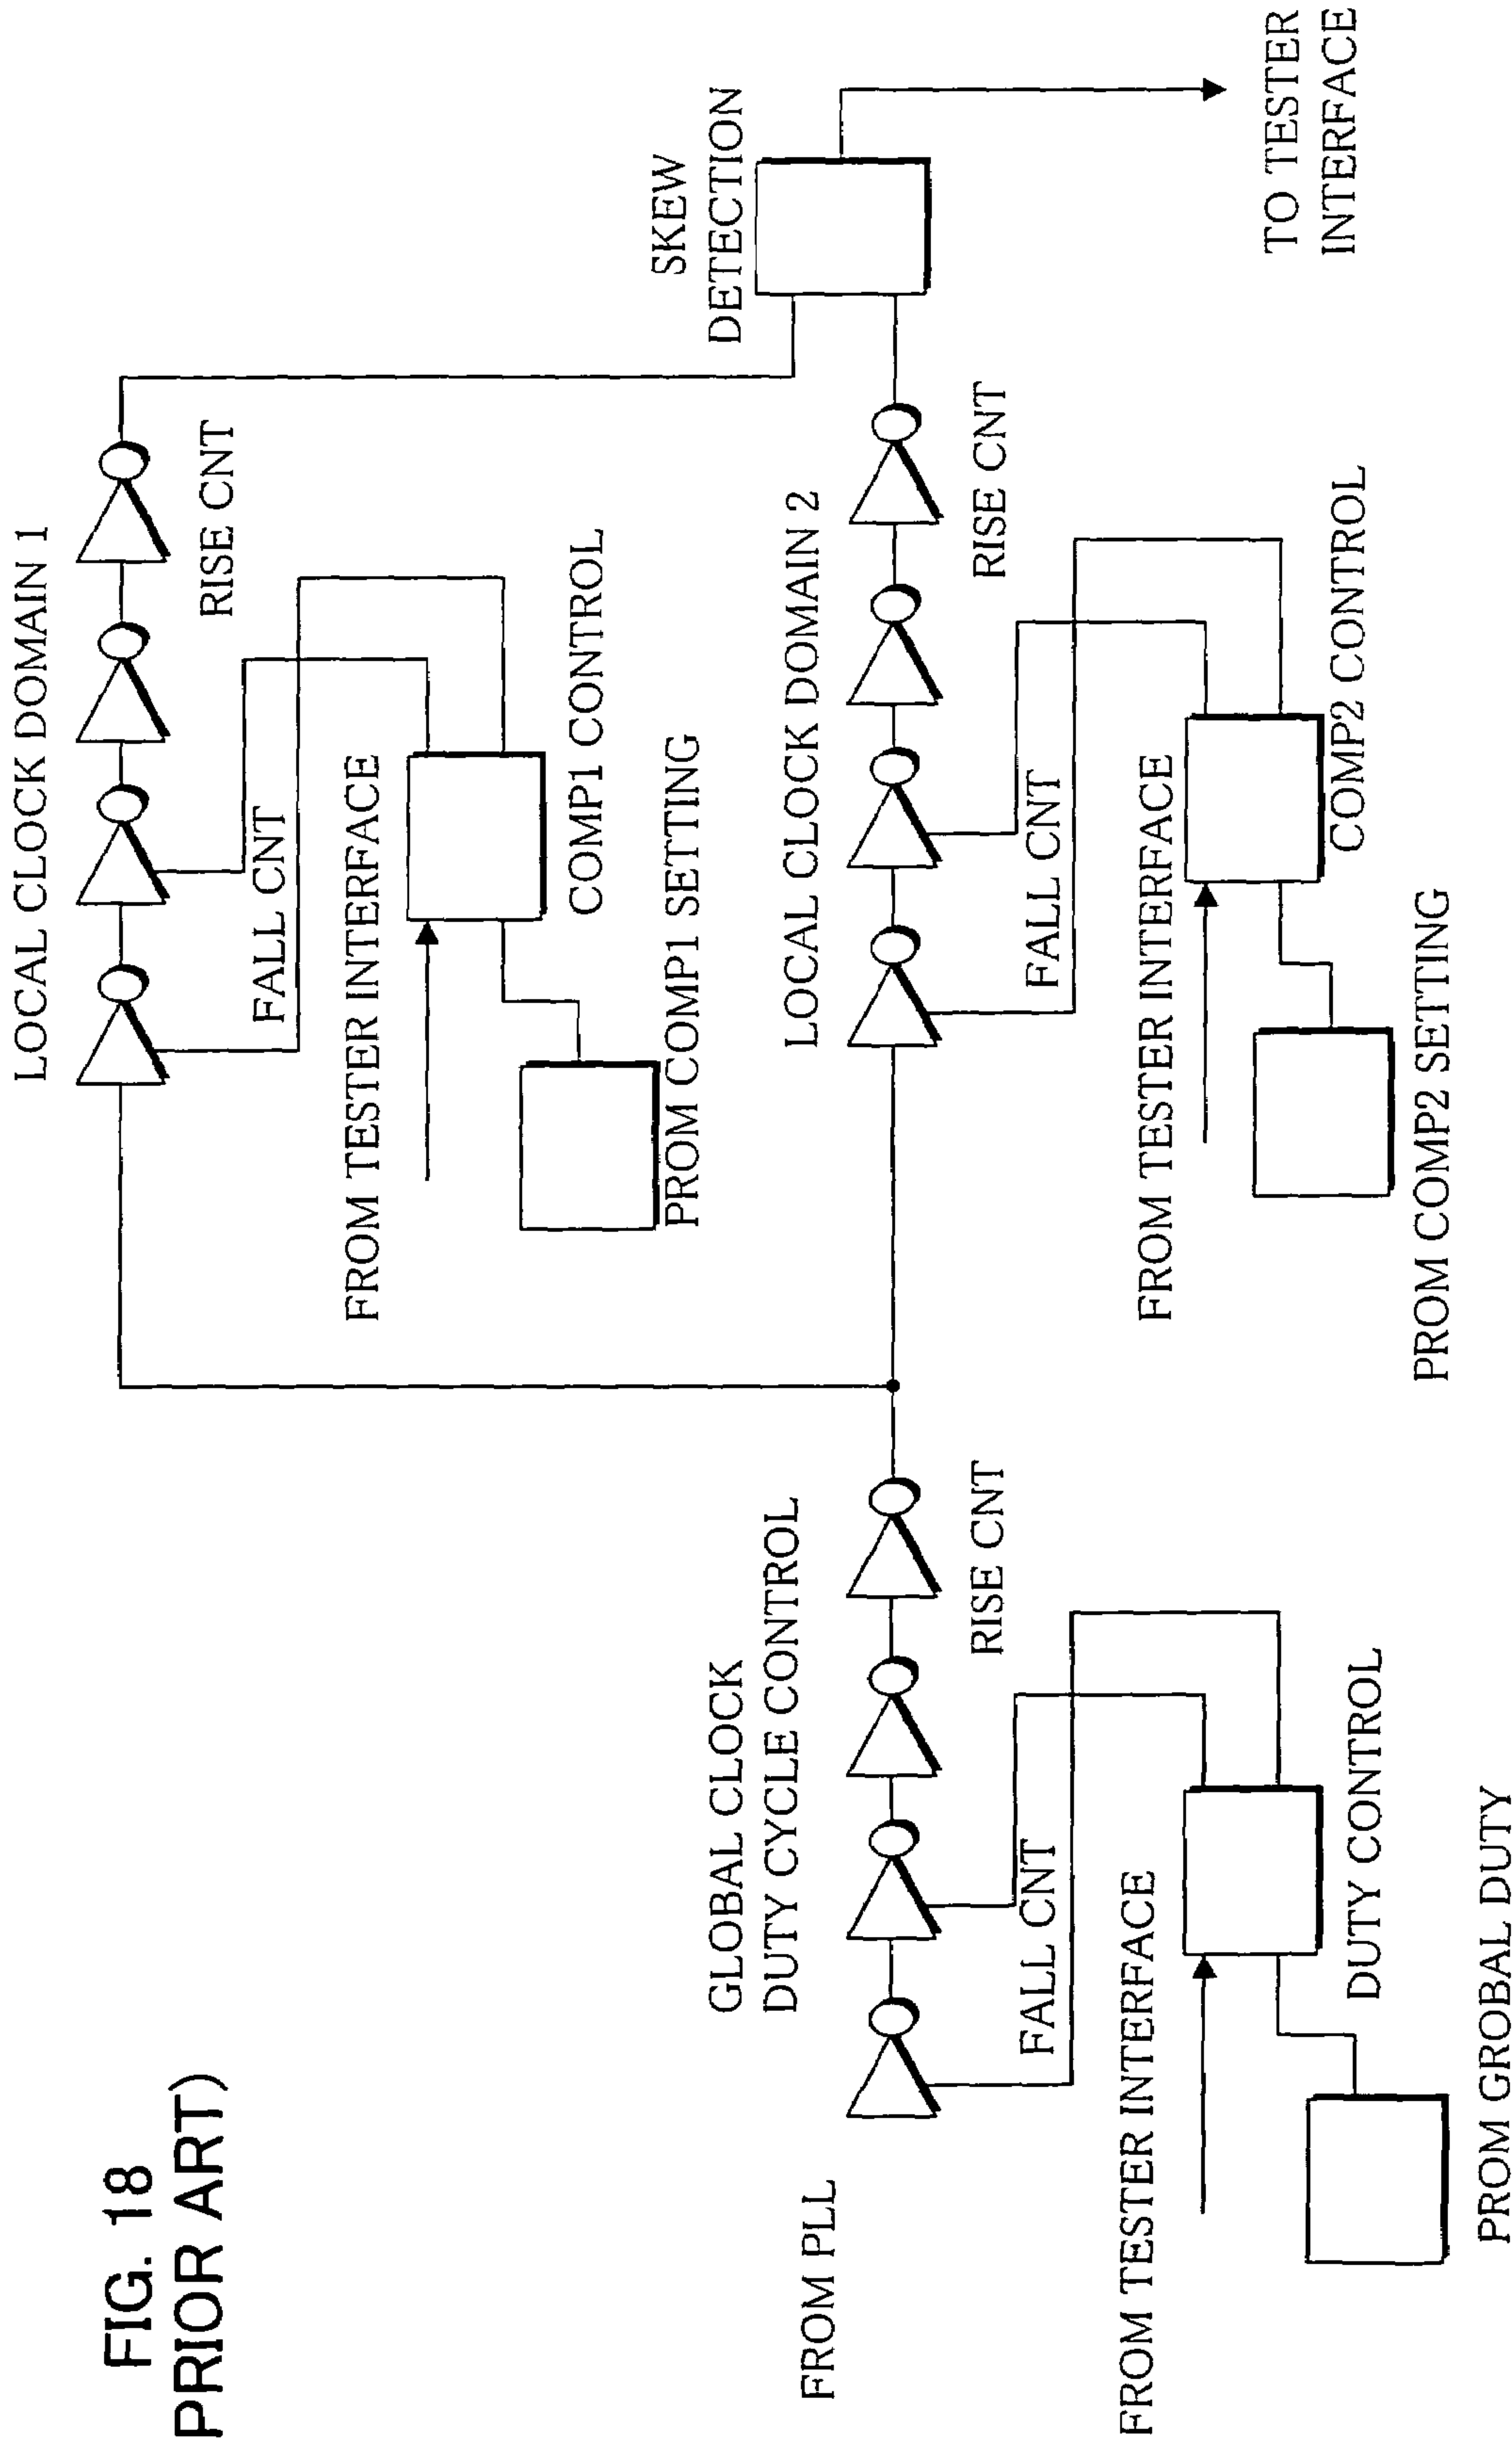 FIG. 18
PRIOR ART)
LOCAL CLOCK DOMAIN 1
RISE CNT
FALL CNT
FROM TESTER INTERFACE
COMP1 CONTROL
PROM COMP1 SETTING
SKEW
DETECTION
GLOBAL CLOCK
DUTY CYCLE CONTROL
LOCAL CLOCK DOMAIN 2
FROM PLL
RISE CNT
RISE CNT
FALL CNT
FALL CNT
FROM TESTER INTERFACE
FROM TESTER INTERFACE
DUTY CONTROL
COMP2 CONTROL
PROM GROBAL DUTY
PROM COMP2 SETTING
TO TESTER
INTERFACE